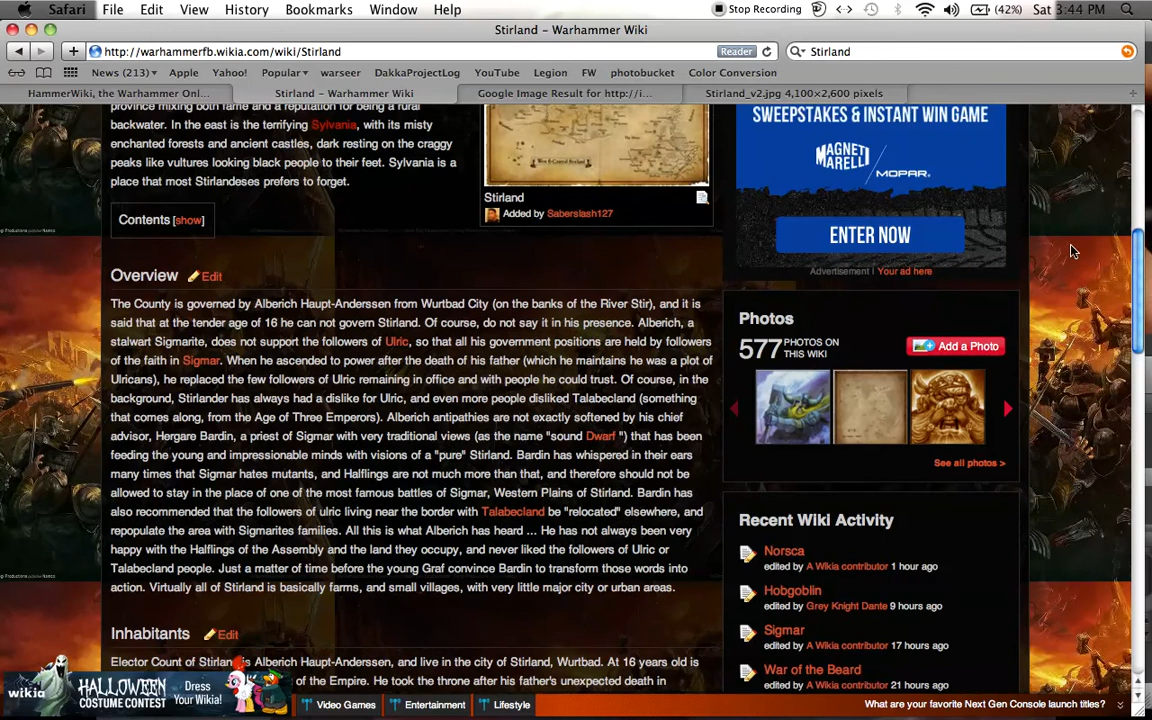 Safari File Edit View History Bookmarks Window Help Stop Recording (42%) Sat 3:44 PM
Stirland – Warhammer Wiki
http://warhammerfb.wikia.com/wiki/Stirland Reader Stirland
News (213) Apple Yahoo! Popular warseer DakkaProjectLog YouTube Legion FW photobucket Color Conversion
HammerWiki, the Warhammer Onl... Stirland – Warhammer Wiki Google Image Result for http://i... Stirland_v2.jpg 4,100×2,600 pixels
province mixing both fame and a reputation for being a rural
backwater. In the east is the terrifying Sylvania, with its misty
enchanted forests and ancient castles, dark resting on the craggy
peaks like vultures looking black people to their feet. Sylvania is a
place that most Stirlandeses prefers to forget.
Stirland
Added by Saberslash127
Contents [show]
Overview Edit
The County is governed by Alberich Haupt-Anderssen from Wurtbad City (on the banks of the River Stir), and it is
said that at the tender age of 16 he can not govern Stirland. Of course, do not say it in his presence. Alberich, a
stalwart Sigmarite, does not support the followers of Ulric, so that all his government positions are held by followers
of the faith in Sigmar. When he ascended to power after the death of his father (which he maintains he was a plot of
Ulricans), he replaced the few followers of Ulric remaining in office and with people he could trust. Of course, in the
background, Stirlander has always had a dislike for Ulric, and even more people disliked Talabecland (something
that comes along, from the Age of Three Emperors). Alberich antipathies are not exactly softened by his chief
advisor, Hergare Bardin, a priest of Sigmar with very traditional views (as the name "sound Dwarf ") that has been
feeding the young and impressionable minds with visions of a "pure" Stirland. Bardin has whispered in their ears
many times that Sigmar hates mutants, and Halflings are not much more than that, and therefore should not be
allowed to stay in the place of one of the most famous battles of Sigmar, Western Plains of Stirland. Bardin has
also recommended that the followers of ulric living near the border with Talabecland be "relocated" elsewhere, and
repopulate the area with Sigmarites families. All this is what Alberich has heard ... He has not always been very
happy with the Halflings of the Assembly and the land they occupy, and never liked the followers of Ulric or
Talabecland people. Just a matter of time before the young Graf convince Bardin to transform those words into
action. Virtually all of Stirland is basically farms, and small villages, with very little major city or urban areas.
Inhabitants Edit
Elector Count of Stirland is Alberich Haupt-Anderssen, and live in the city of Stirland, Wurtbad. At 16 years old is
of the Empire. He took the throne after his father's unexpected death in
SWEEPSTAKES & INSTANT WIN GAME
MAGNETI
MARELLI
MOPAR
ENTER NOW
Advertisement | Your ad here
Photos
577 PHOTOS ON
THIS WIKI
Add a Photo
See all photos >
Recent Wiki Activity
Norsca
edited by A Wikia contributor 1 hour ago
Hobgoblin
edited by Grey Knight Dante 9 hours ago
Sigmar
edited by A Wikia contributor 17 hours ago
War of the Beard
edited by A Wikia contributor 21 hours ago
wikia HALLOWEEN
COSTUME CONTEST
Dress
Your Wiki!
Video Games Entertainment Lifestyle What are your favorite Next Gen Console launch titles?